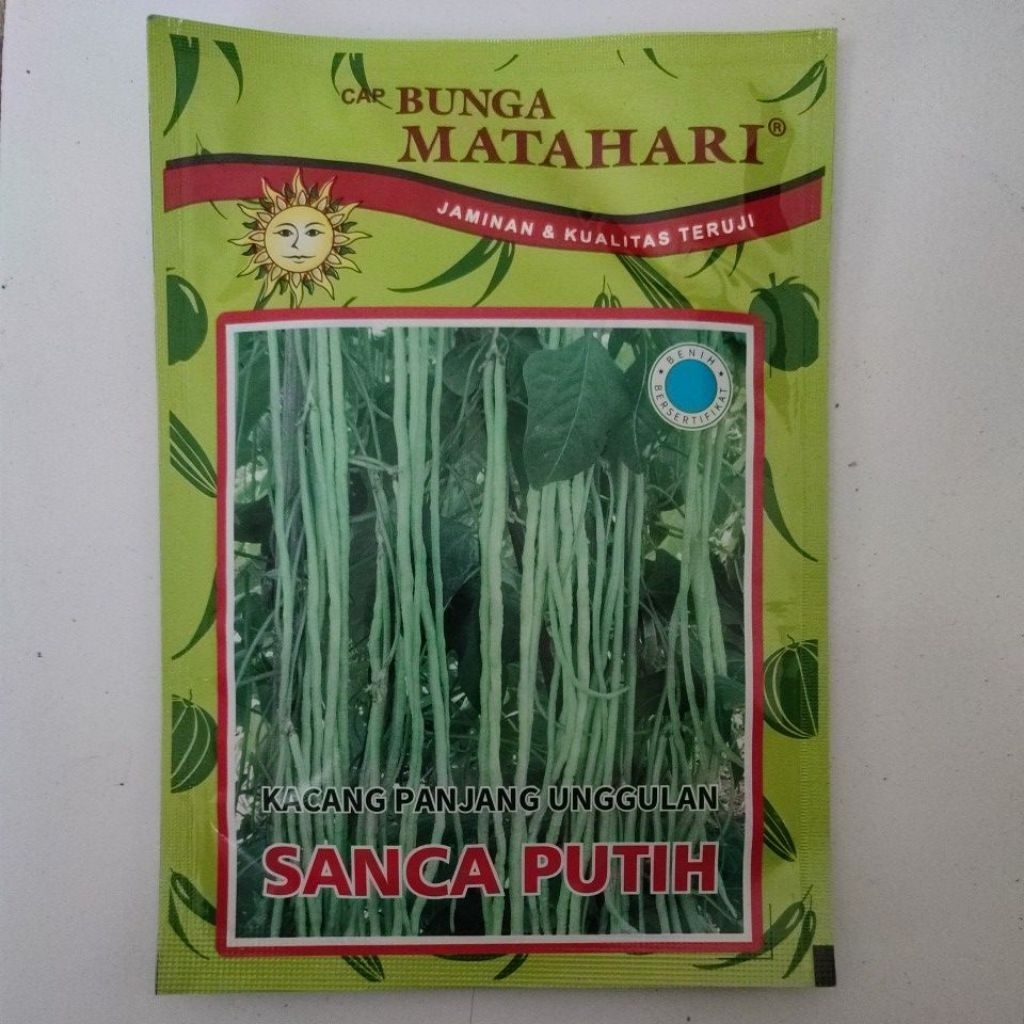 CAP BUNGA
MATAHARI®
JAMINAN & KUALITAS TERUJI
BENIH
BERSERTIFIKAT
KACANG PANJANG UNGGULAN
SANCA PUTIH